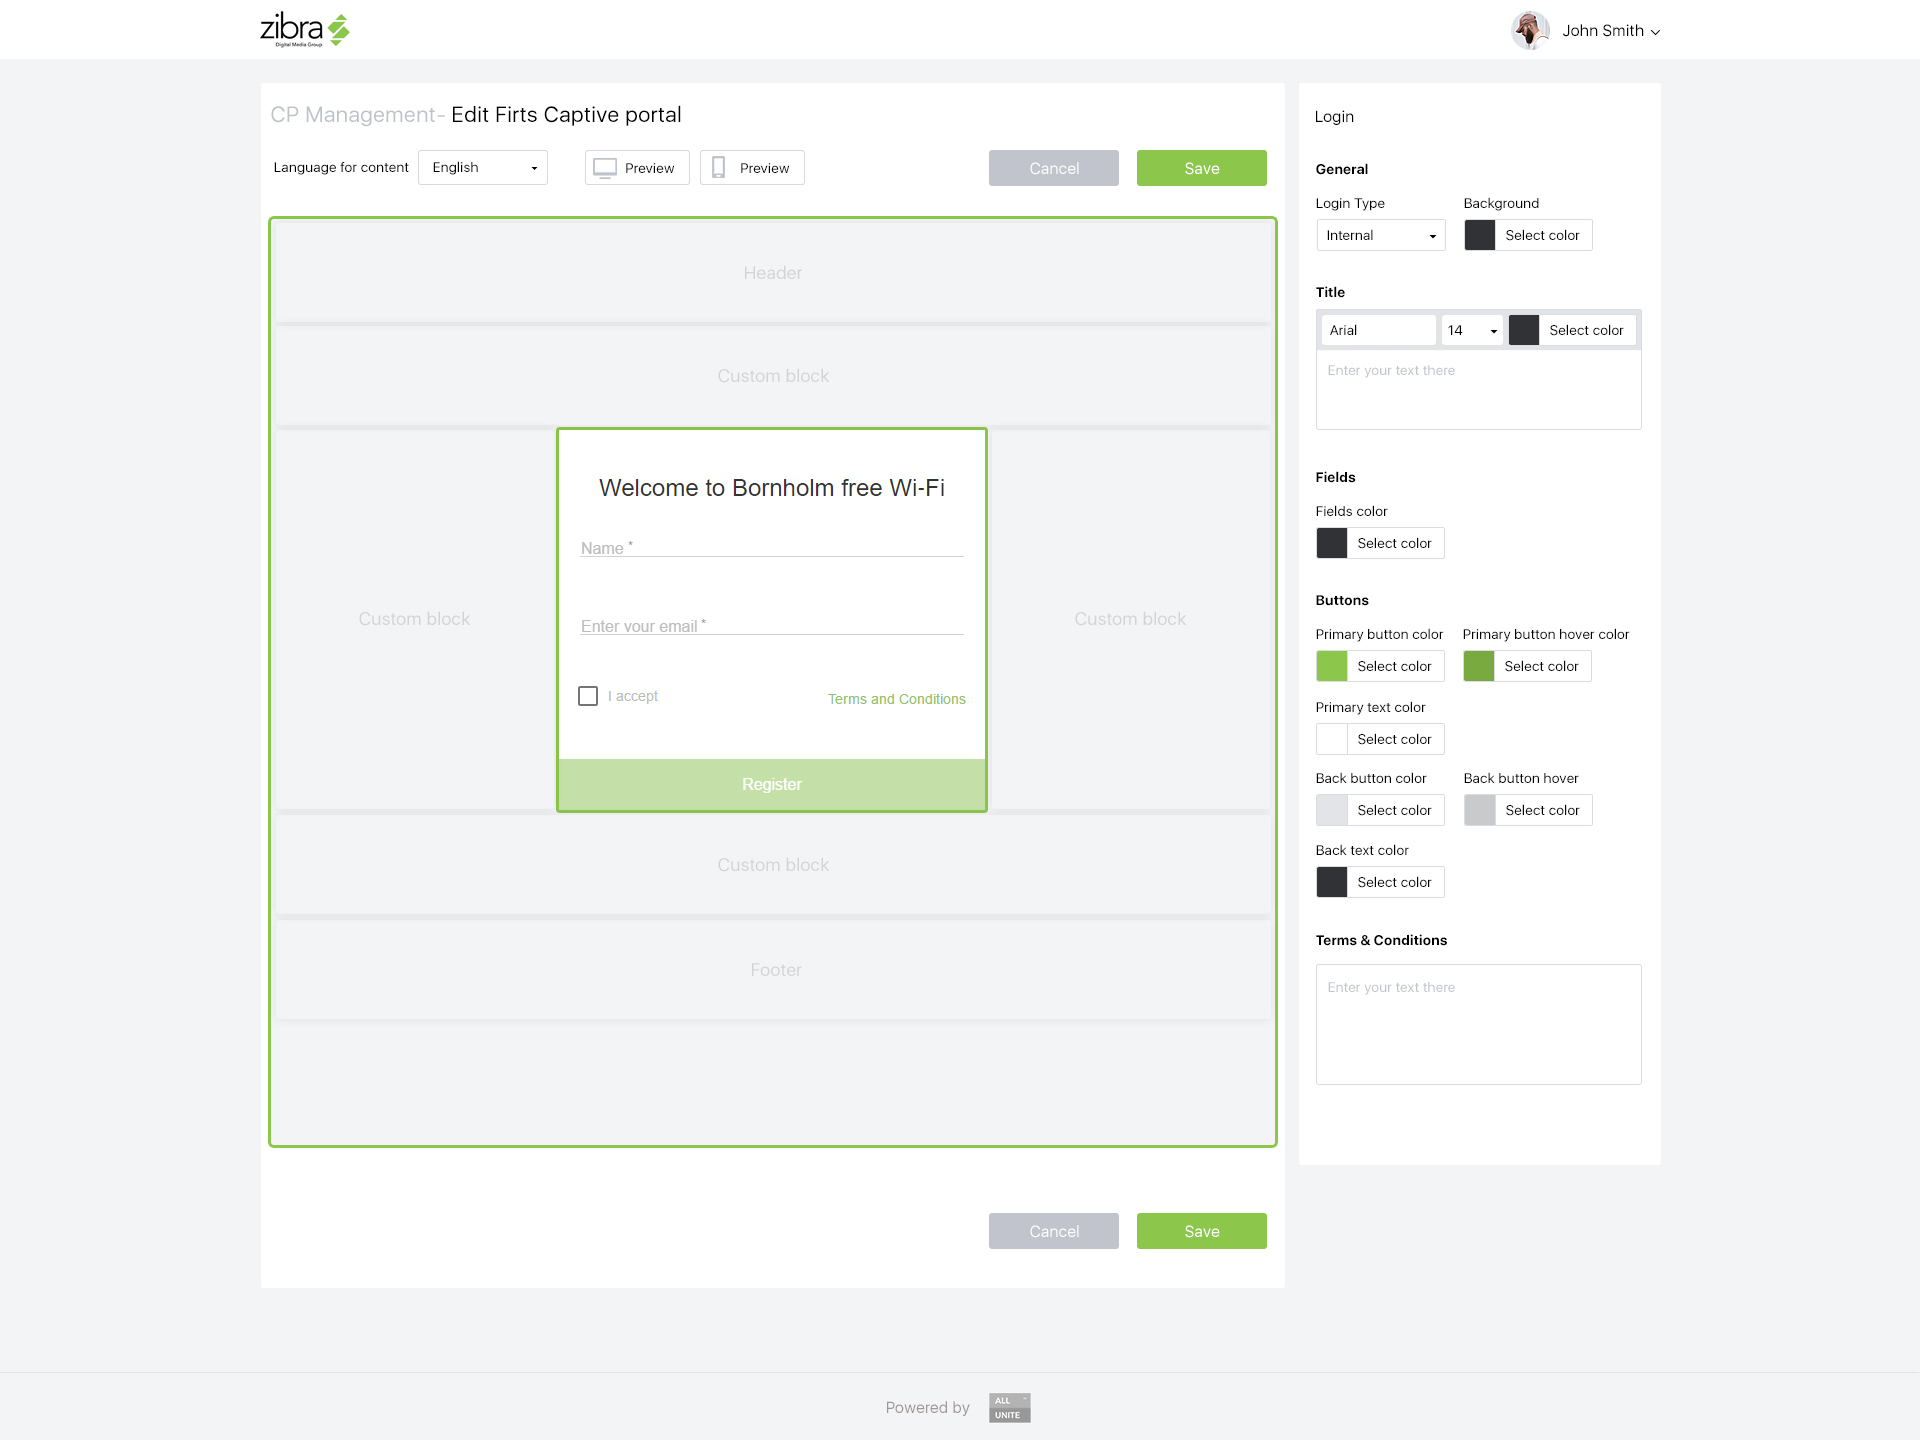 zibra
Digital Media Group
John Smith
CP Management- Edit Firts Captive portal
Language for content
English
Preview
Preview
Cancel
Save
Header
Custom block
Custom block
Welcome to Bornholm free Wi-Fi
Name *
Enter your email *
I accept
Terms and Conditions
Register
Custom block
Custom block
Footer
Cancel
Save
Login
General
Login Type
Background
Internal
Select color
Title
Arial
14
Select color
Enter your text there
Fields
Fields color
Select color
Buttons
Primary button color
Primary button hover color
Select color
Select color
Primary text color
Select color
Back button color
Back button hover
Select color
Select color
Back text color
Select color
Terms & Conditions
Enter your text there
Powered by
ALL
UNITE